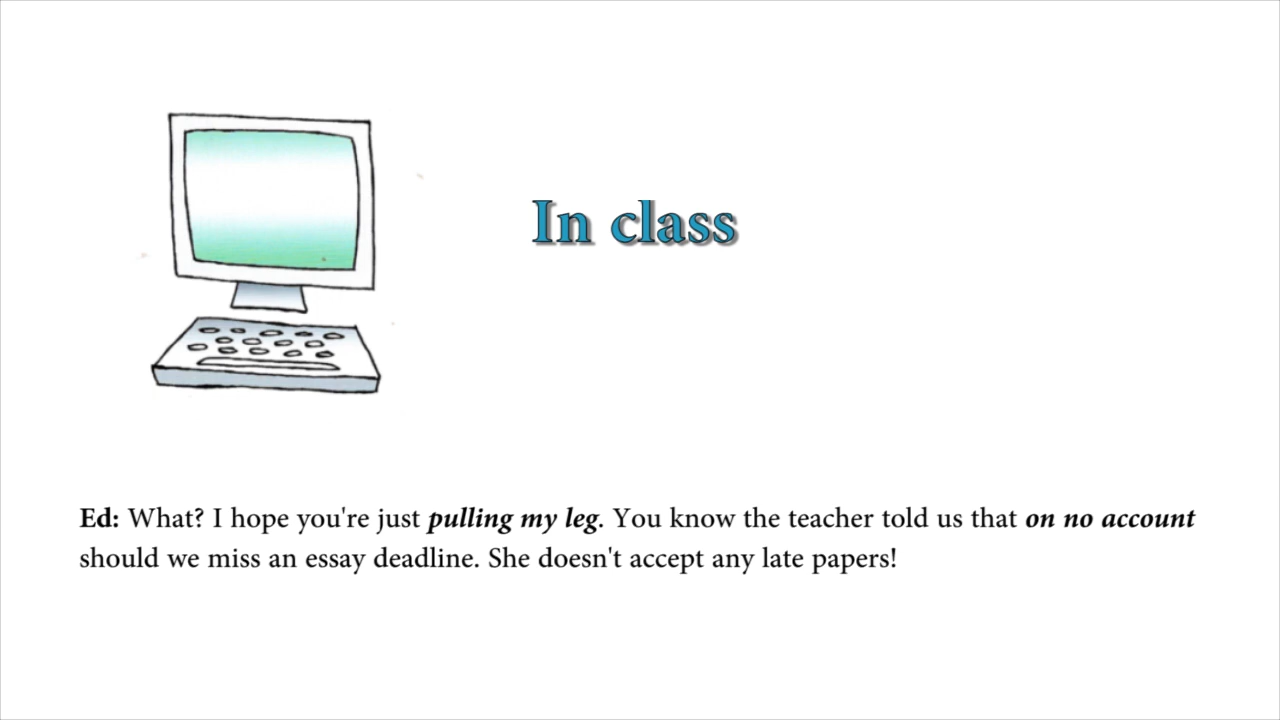 In class
Ed: What? I hope you're just pulling my leg. You know the teacher told us that on no account
should we miss an essay deadline. She doesn't accept any late papers!